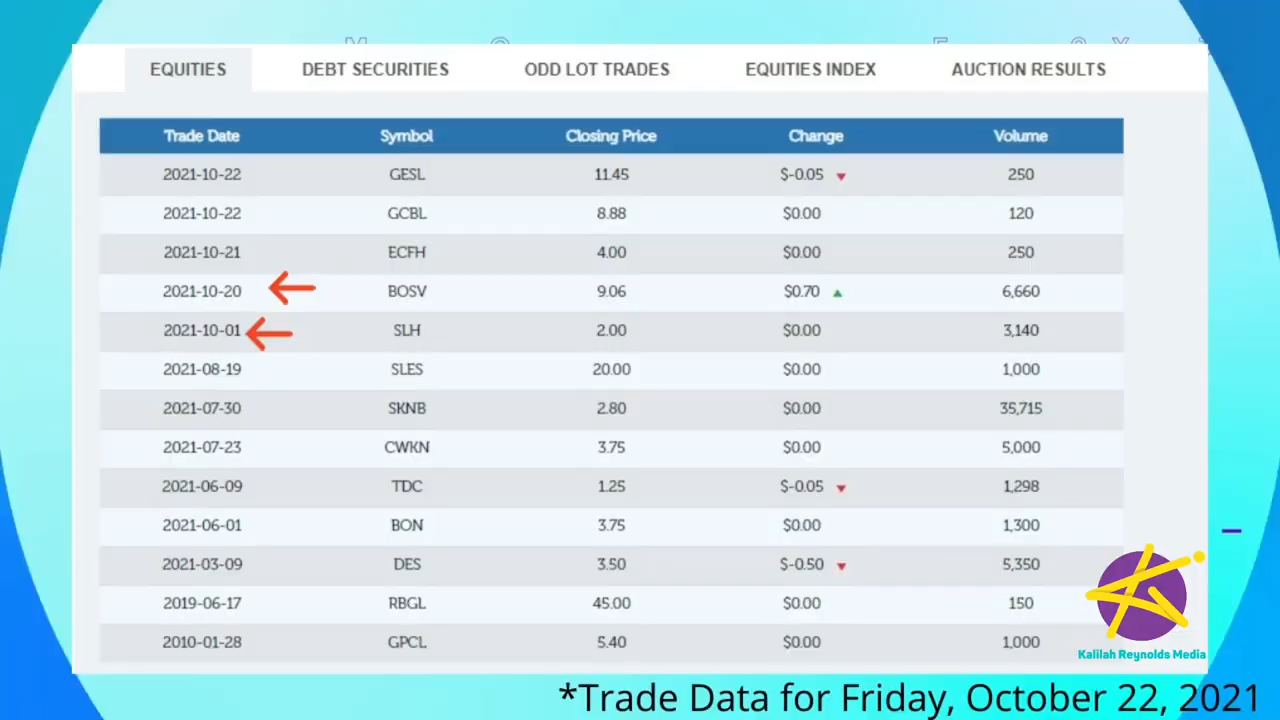 EQUITIES DEBT SECURITIES ODD LOT TRADES EQUITIES INDEX AUCTION RESULTS
Trade Date Symbol Closing Price Change Volume
2021-10-22 GESL 11.45 $-0.05 250
2021-10-22 GCBL 8.88 $0.00 120
2021-10-21 ECFH 4.00 $0.00 250
2021-10-20 BOSV 9.06 $0.70 6,660
2021-10-01 SLH 2.00 $0.00 3,140
2021-08-19 SLES 20.00 $0.00 1,000
2021-07-30 SKNB 2.80 $0.00 35,715
2021-07-23 CWKN 3.75 $0.00 5,000
2021-06-09 TDC 1.25 $-0.05 1,298
2021-06-01 BON 3.75 $0.00 1,300
2021-03-09 DES 3.50 $-0.50 5,350
2019-06-17 RBGL 45.00 $0.00 150
2010-01-28 GPCL 5.40 $0.00 1,000
Kalilah Reynolds Media
*Trade Data for Friday, October 22, 2021